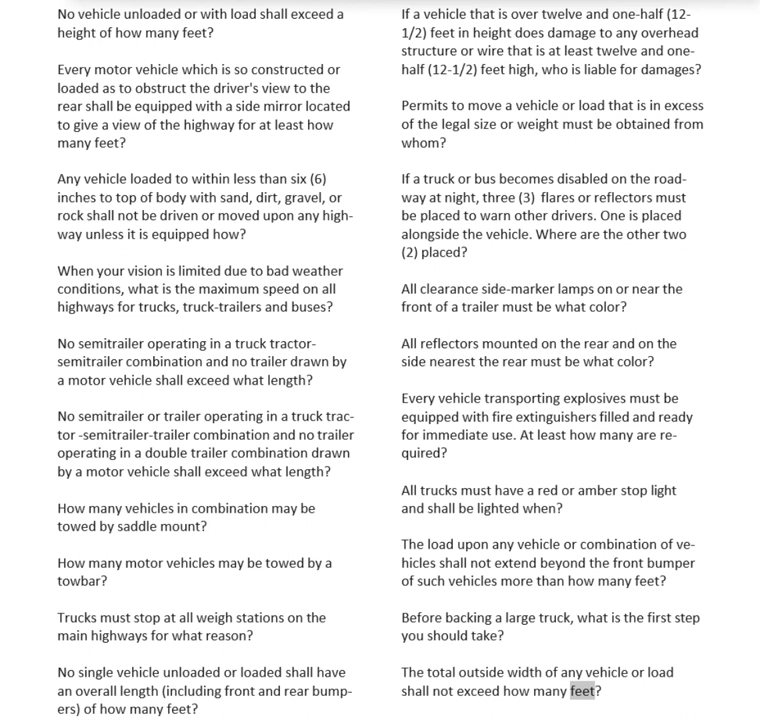 No vehicle unloaded or with load shall exceed a
height of how many feet?
Every motor vehicle which is so constructed or
loaded as to obstruct the driver's view to the
rear shall be equipped with a side mirror located
to give a view of the highway for at least how
many feet?
Any vehicle loaded to within less than six (6)
inches to top of body with sand, dirt, gravel, or
rock shall not be driven or moved upon any high-
way unless it is equipped how?
When your vision is limited due to bad weather
conditions, what is the maximum speed on all
highways for trucks, truck-trailers and buses?
No semitrailer operating in a truck tractor-
semitrailer combination and no trailer drawn by
a motor vehicle shall exceed what length?
No semitrailer or trailer operating in a truck trac-
tor -semitrailer-trailer combination and no trailer
operating in a double trailer combination drawn
by a motor vehicle shall exceed what length?
How many vehicles in combination may be
towed by saddle mount?
How many motor vehicles may be towed by a
towbar?
Trucks must stop at all weigh stations on the
main highways for what reason?
No single vehicle unloaded or loaded shall have
an overall length (including front and rear bump-
ers) of how many feet?
If a vehicle that is over twelve and one-half (12-
1/2) feet in height does damage to any overhead
structure or wire that is at least twelve and one-
half (12-1/2) feet high, who is liable for damages?
Permits to move a vehicle or load that is in excess
of the legal size or weight must be obtained from
whom?
If a truck or bus becomes disabled on the road-
way at night, three (3) flares or reflectors must
be placed to warn other drivers. One is placed
alongside the vehicle. Where are the other two
(2) placed?
All clearance side-marker lamps on or near the
front of a trailer must be what color?
All reflectors mounted on the rear and on the
side nearest the rear must be what color?
Every vehicle transporting explosives must be
equipped with fire extinguishers filled and ready
for immediate use. At least how many are re-
quired?
All trucks must have a red or amber stop light
and shall be lighted when?
The load upon any vehicle or combination of ve-
hicles shall not extend beyond the front bumper
of such vehicles more than how many feet?
Before backing a large truck, what is the first step
you should take?
The total outside width of any vehicle or load
shall not exceed how many feet?